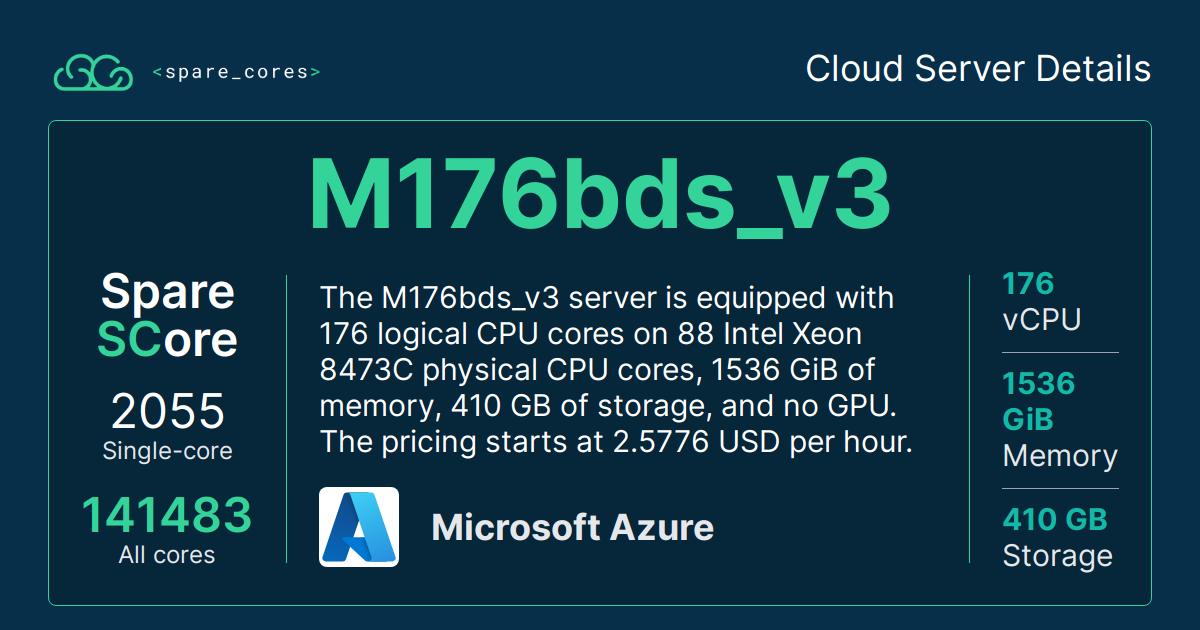 <spare_cores>
Cloud Server Details
M176bds_v3
Spare
SCore
2055
Single-core
141483
All cores
The M176bds_v3 server is equipped with
176 logical CPU cores on 88 Intel Xeon
8473C physical CPU cores, 1536 GiB of
memory, 410 GB of storage, and no GPU.
The pricing starts at 2.5776 USD per hour.
Microsoft Azure
176
vCPU
1536
GiB
Memory
410 GB
Storage